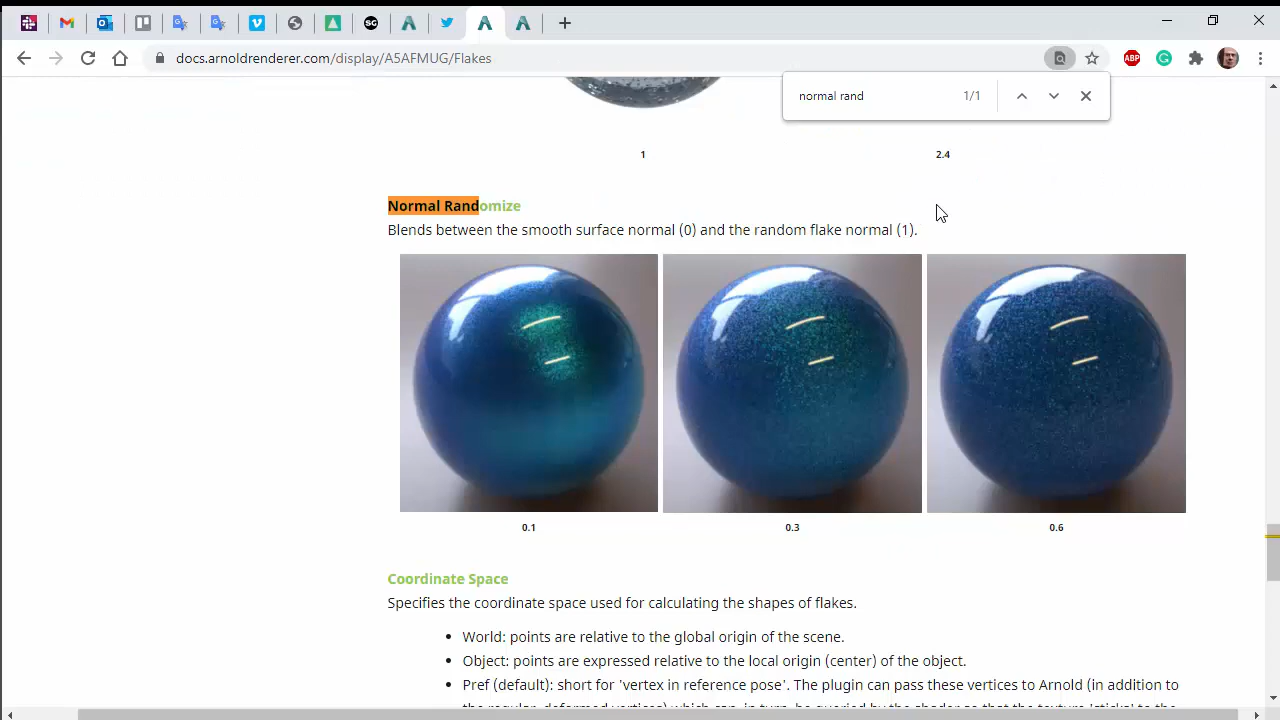 docs.arnoldrenderer.com/display/A5AFMUG/Flakes
normal rand 1/1
1 2.4
Normal Randomize
Blends between the smooth surface normal (0) and the random flake normal (1).
0.1 0.3 0.6
Coordinate Space
Specifies the coordinate space used for calculating the shapes of flakes.
• World: points are relative to the global origin of the scene.
• Object: points are expressed relative to the local origin (center) of the object.
• Pref (default): short for 'vertex in reference pose'. The plugin can pass these vertices to Arnold (in addition to